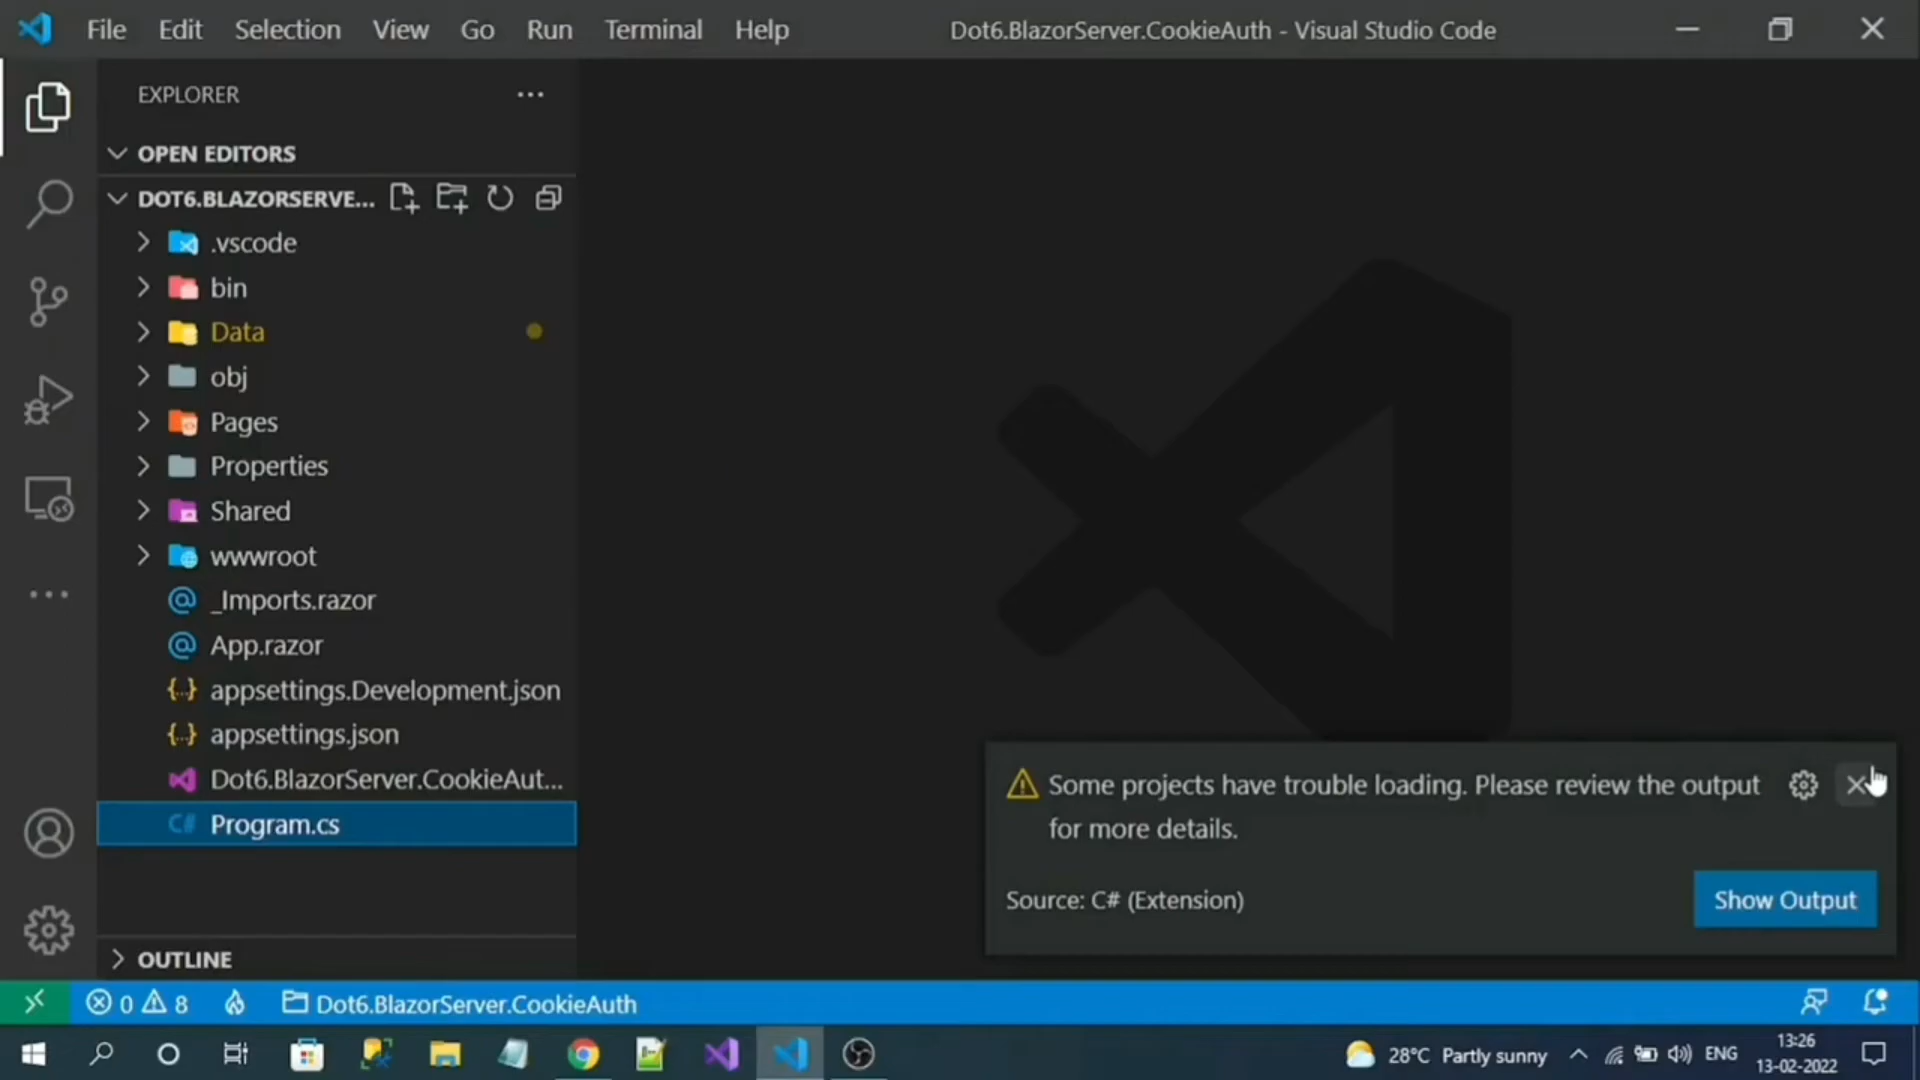 File Edit Selection View Go Run Terminal Help
Dot6.BlazorServer.CookieAuth - Visual Studio Code
EXPLORER
OPEN EDITORS
DOT6.BLAZORSERVE...
.vscode
bin
Data
obj
Pages
Properties
Shared
wwwroot
_Imports.razor
App.razor
appsettings.Development.json
appsettings.json
Dot6.BlazorServer.CookieAut...
C# Program.cs
OUTLINE
Some projects have trouble loading. Please review the output
for more details.
Source: C# (Extension)
Show Output
0 8 Dot6.BlazorServer.CookieAuth
28°C Partly sunny
ENG
13:26
13-02-2022